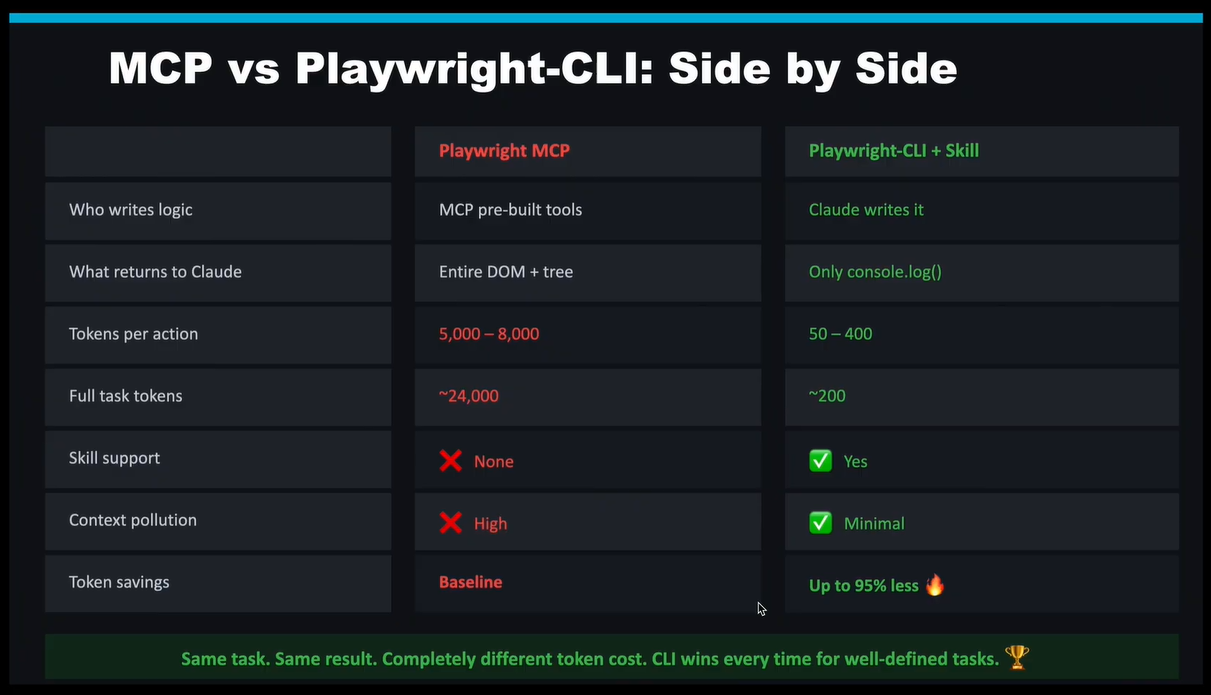 MCP vs Playwright-CLI: Side by Side
Playwright MCP
Playwright-CLI + Skill
Who writes logic
MCP pre-built tools
Claude writes it
What returns to Claude
Entire DOM + tree
Only console.log()
Tokens per action
5,000 – 8,000
50 – 400
Full task tokens
~24,000
~200
Skill support
❌ None
✅ Yes
Context pollution
❌ High
✅ Minimal
Token savings
Baseline
Up to 95% less 🔥
Same task. Same result. Completely different token cost. CLI wins every time for well-defined tasks. 🏆